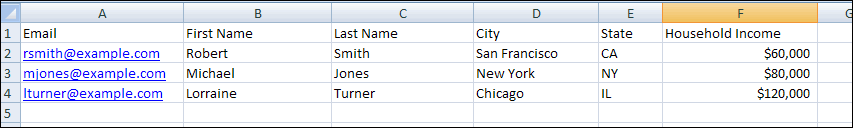 A B C D E F G
1 Email First Name Last Name City State Household Income
2 rsmith@example.com Robert Smith San Francisco CA $60,000
3 mjones@example.com Michael Jones New York NY $80,000
4 lturner@example.com Lorraine Turner Chicago IL $120,000
5